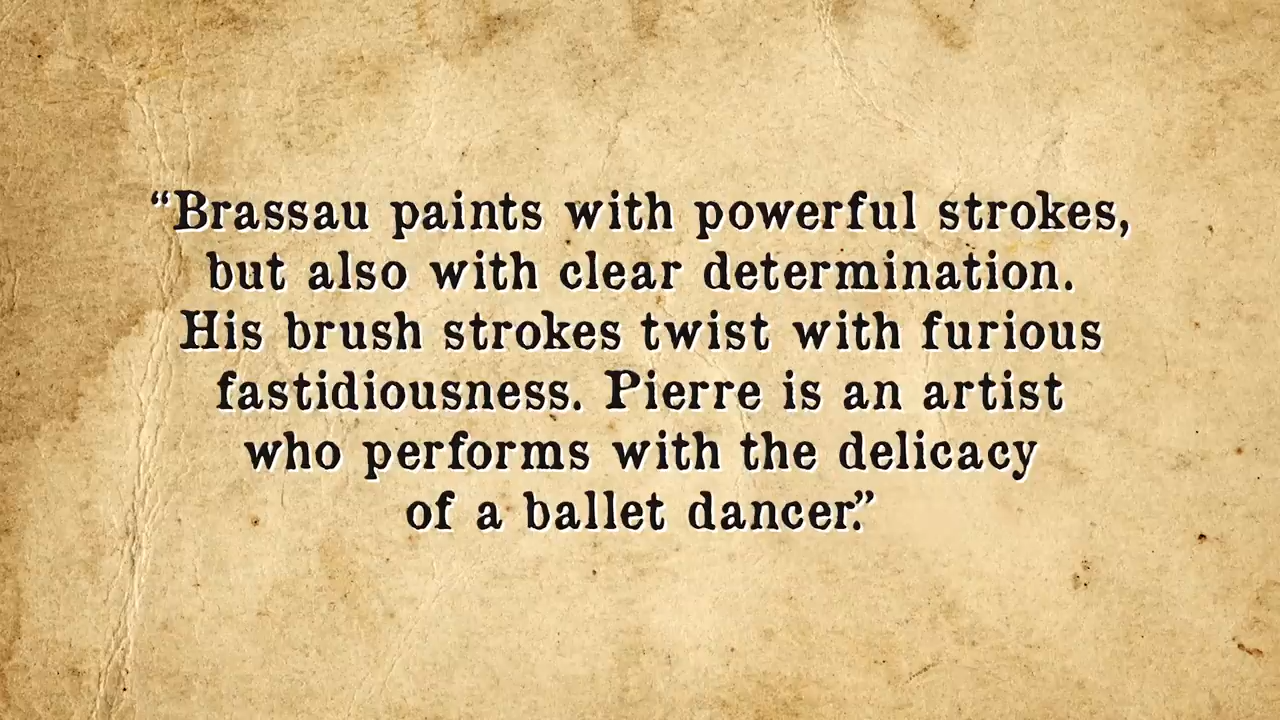 “Brassau paints with powerful strokes,
but also with clear determination.
His brush strokes twist with furious
fastidiousness. Pierre is an artist
who performs with the delicacy
of a ballet dancer.”